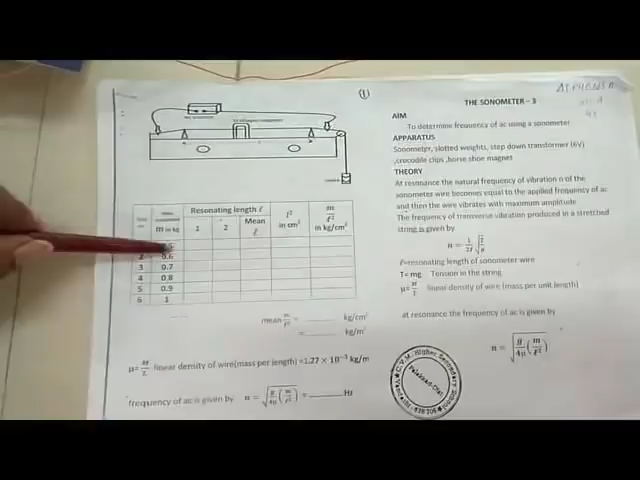 (1)
ALPHONSA
THE SONOMETER – 3
AIM
To determine frequency of ac using a sonometer
APPARATUS
Sonometer, slotted weights, step down transformer (6V)
,crocodile clips ,horse shoe magnet
THEORY
At resonance the natural frequency of vibration n of the
sonometer wire becomes equal to the applied frequency of ac
and then the wire vibrates with maximum amplitude
The frequency of transverse vibration produced in a stretched
string is given by
n = 1/2ℓ √(T/μ)
ℓ=resonating length of sonometer wire
T= mg Tension in the string
μ= M/L linear density of wire (mass per unit length)
at resonance the frequency of ac is given by
n = √(g/4μ (m/ℓ²))
m in kg
Resonating length ℓ
1
2
Mean ℓ
ℓ² in cm²
m/ℓ² in kg/cm²
2 0.6
3 0.7
4 0.8
5 0.9
6 1
mean m/ℓ² = ______ kg/cm²
= ______ kg/m²
μ= M/L linear density of wire(mass per length) =1.27 × 10⁻³ kg/m
frequency of ac is given by n = √(g/4μ (m/ℓ²)) = ______ Hz
C.V.M. Higher Secondary